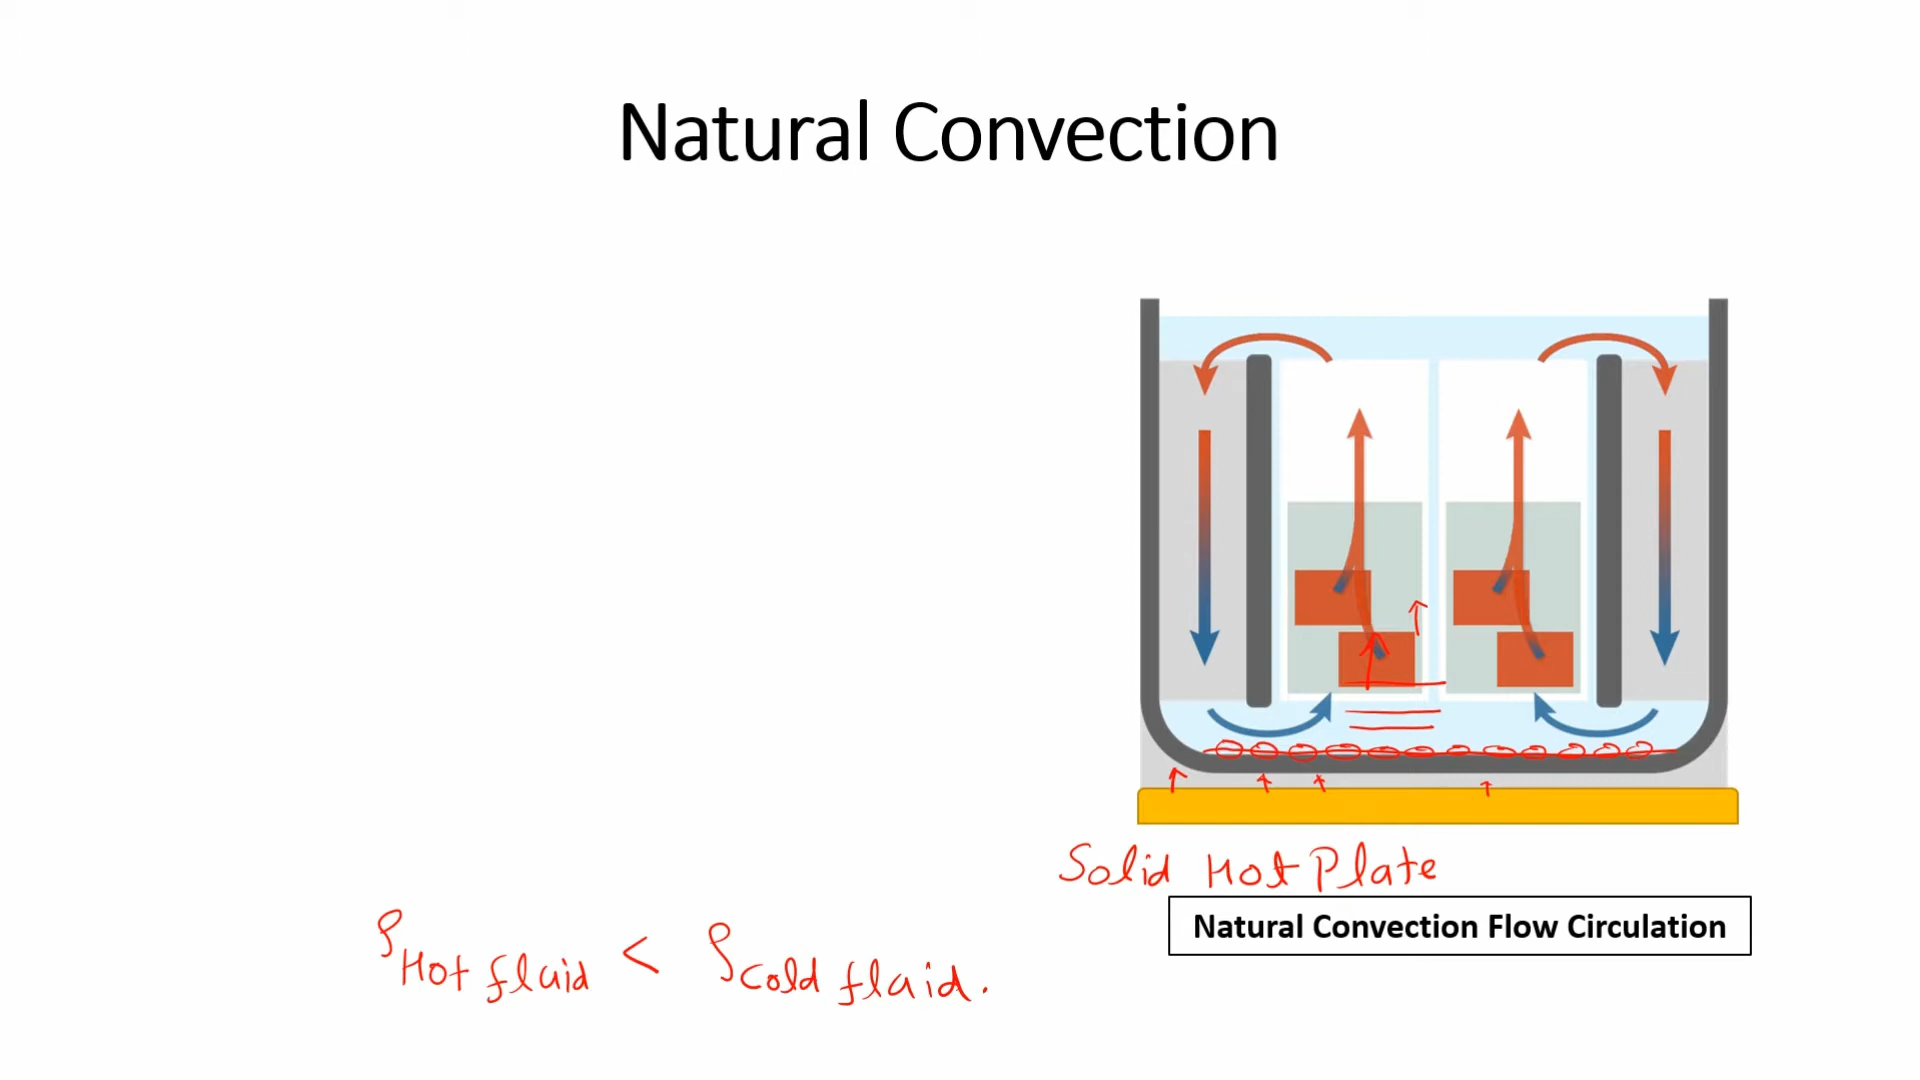 Natural Convection
Solid Hot Plate
Natural Convection Flow Circulation
ρHot fluid < ρcold fluid.